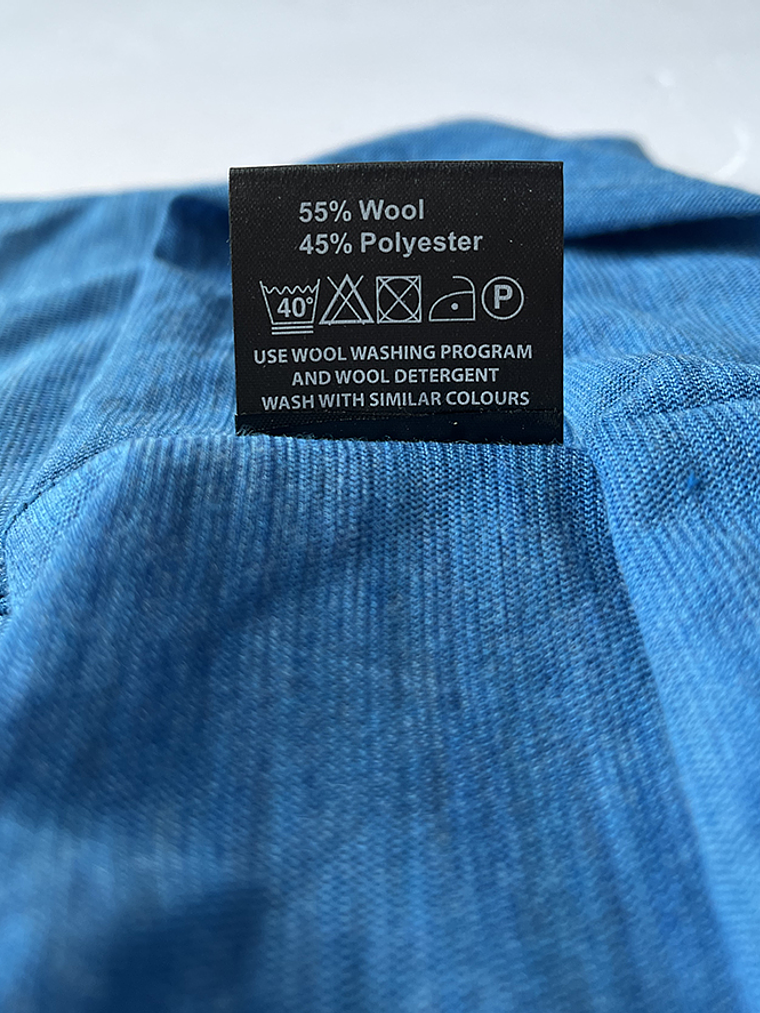 55% Wool
45% Polyester
40° P
USE WOOL WASHING PROGRAM
AND WOOL DETERGENT
WASH WITH SIMILAR COLOURS